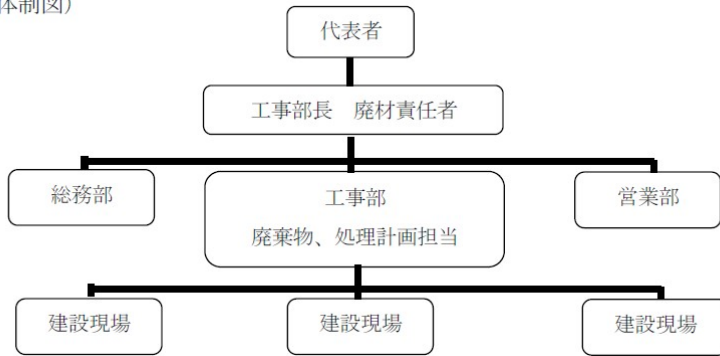 体制図）
代表者
工事部長　廃材責任者
総務部
工事部
廃棄物、処理計画担当
営業部
建設現場
建設現場
建設現場